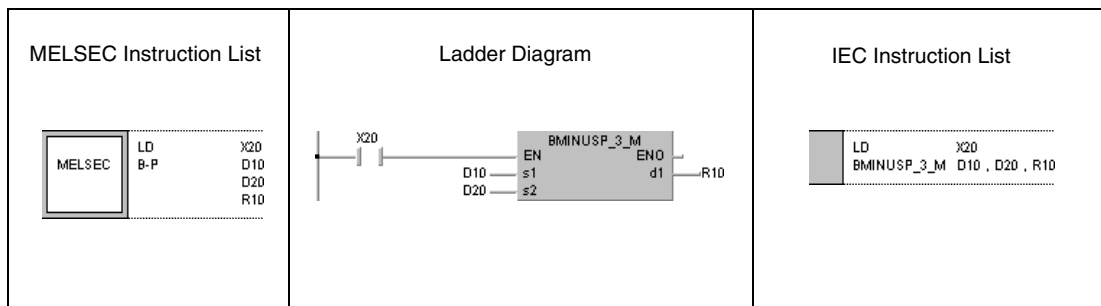 MELSEC Instruction List
MELSEC
LD X20
B-P D10
D20
R10
Ladder Diagram
X20
BMINUSP_3_M
EN ENO
D10 s1 d1 R10
D20 s2
IEC Instruction List
LD X20
BMINUSP_3_M D10 , D20 , R10